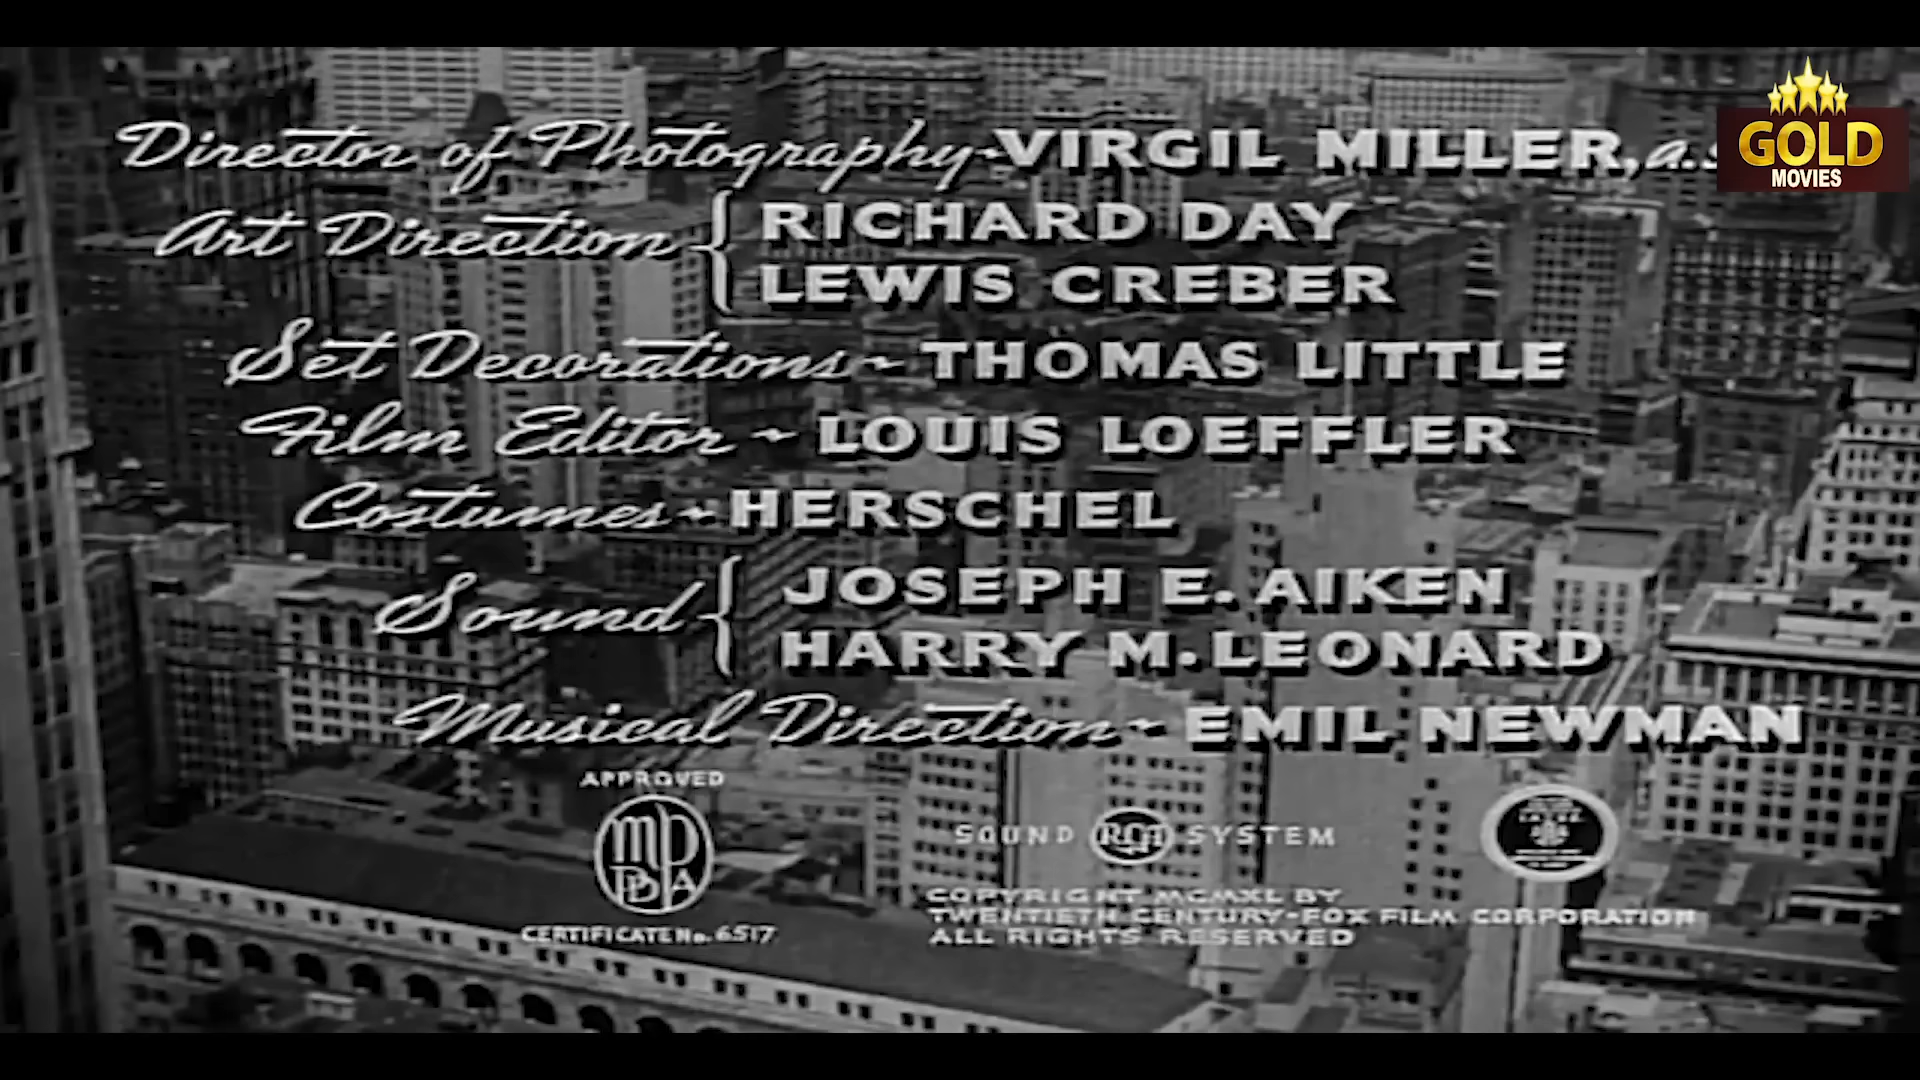 Director of Photography - VIRGIL MILLER, a.s
GOLD
MOVIES
Art Direction { RICHARD DAY
LEWIS CREBER
Set Decorations ~ THOMAS LITTLE
Film Editor ~ LOUIS LOEFFLER
Costumes ~ HERSCHEL
Sound { JOSEPH E. AIKEN
HARRY M. LEONARD
Musical Direction ~ EMIL NEWMAN
APPROVED
MPPDA
CERTIFICATE No. 6517
SOUND RCA SYSTEM
COPYRIGHT MCMXL BY
TWENTIETH CENTURY-FOX FILM CORPORATION
ALL RIGHTS RESERVED